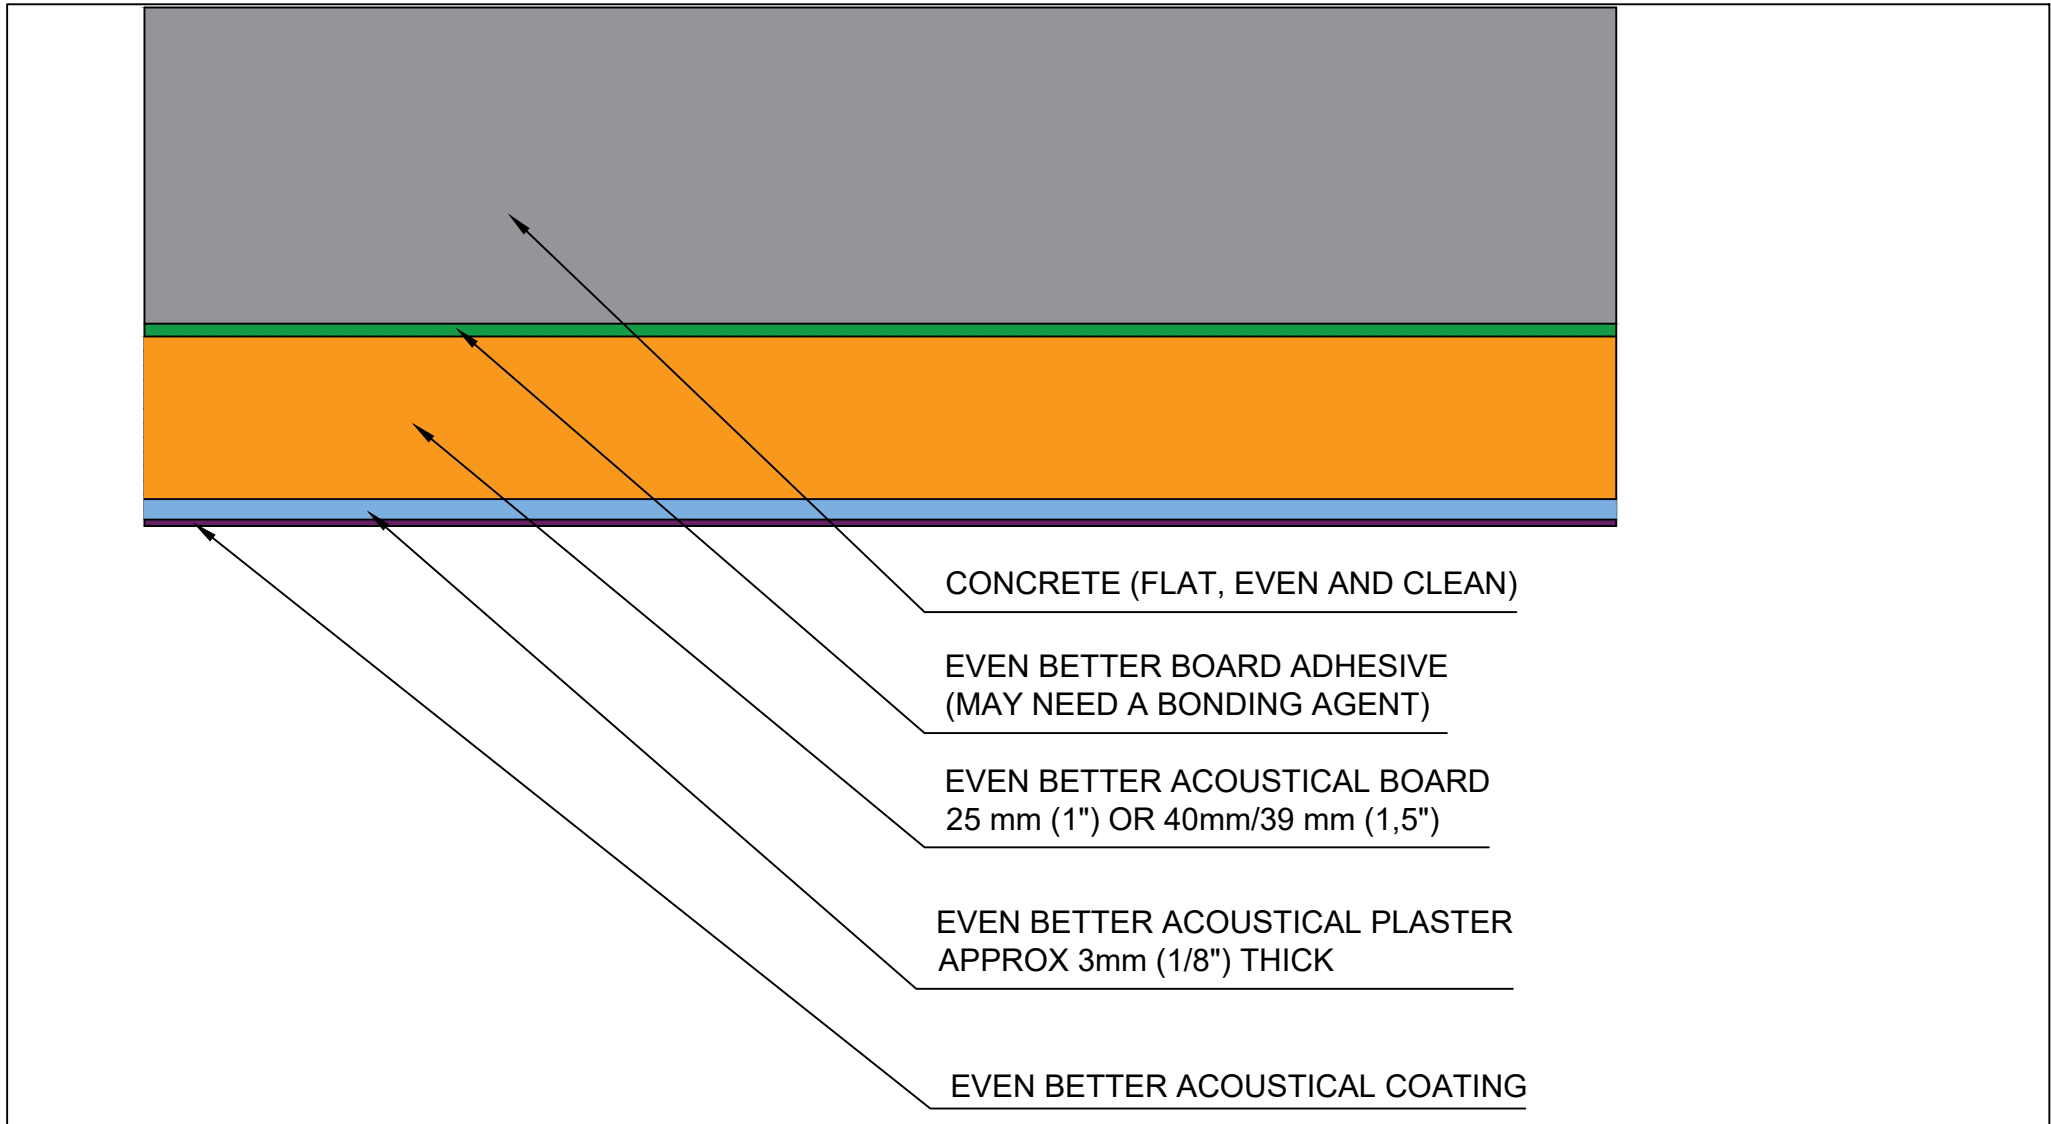 CONCRETE (FLAT, EVEN AND CLEAN)
EVEN BETTER BOARD ADHESIVE
(MAY NEED A BONDING AGENT)
EVEN BETTER ACOUSTICAL BOARD
25 mm (1") OR 40mm/39 mm (1,5")
EVEN BETTER ACOUSTICAL PLASTER
APPROX 3mm (1/8") THICK
EVEN BETTER ACOUSTICAL COATING